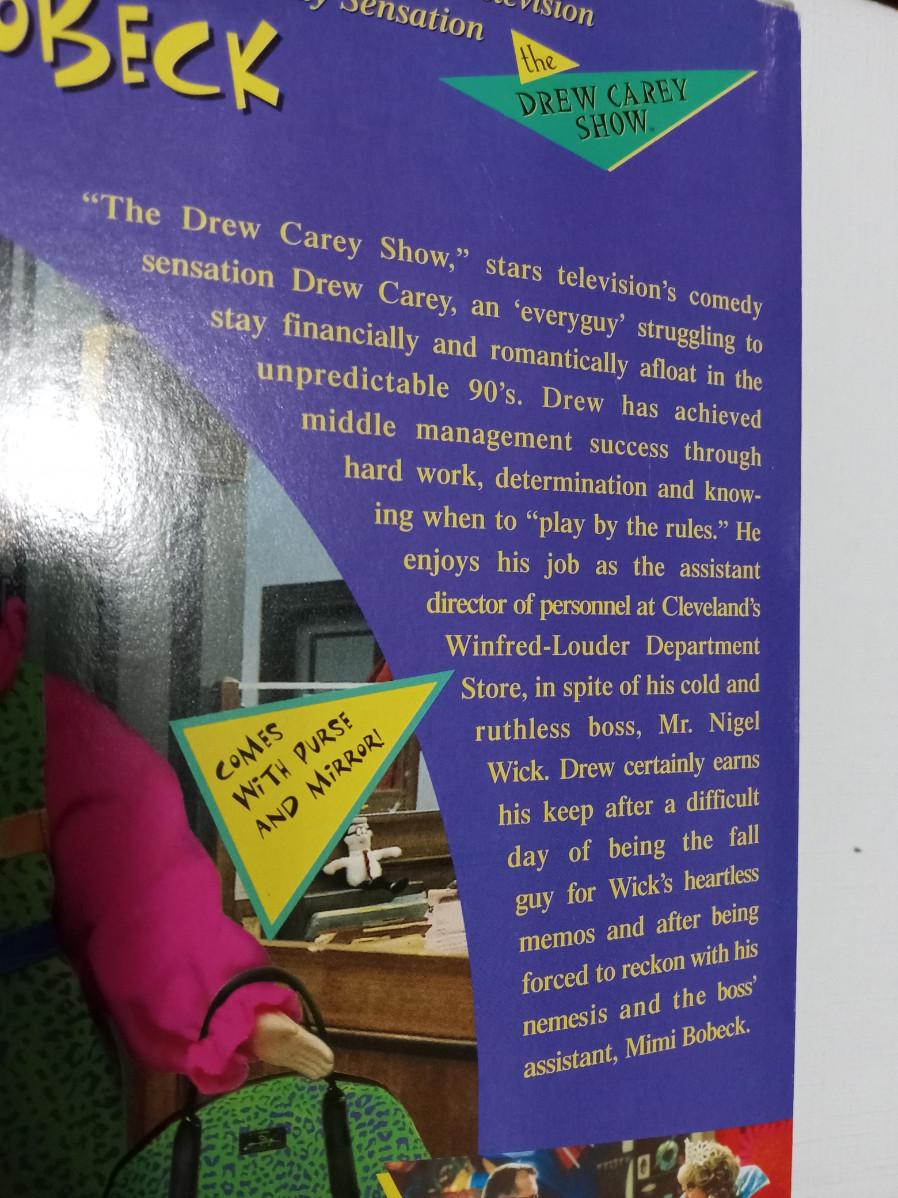 Sensation
BECK
the
DREW CAREY
SHOW
“The Drew Carey Show,” stars television’s comedy
sensation Drew Carey, an ‘everyguy’ struggling to
stay financially and romantically afloat in the
unpredictable 90’s. Drew has achieved
middle management success through
hard work, determination and know-
ing when to “play by the rules.” He
enjoys his job as the assistant
director of personnel at Cleveland’s
Winfred-Louder Department
Store, in spite of his cold and
ruthless boss, Mr. Nigel
Wick. Drew certainly earns
his keep after a difficult
day of being the fall
guy for Wick’s heartless
memos and after being
forced to reckon with his
nemesis and the boss’
assistant, Mimi Bobeck.
COMES
WITH PURSE
AND MIRROR!